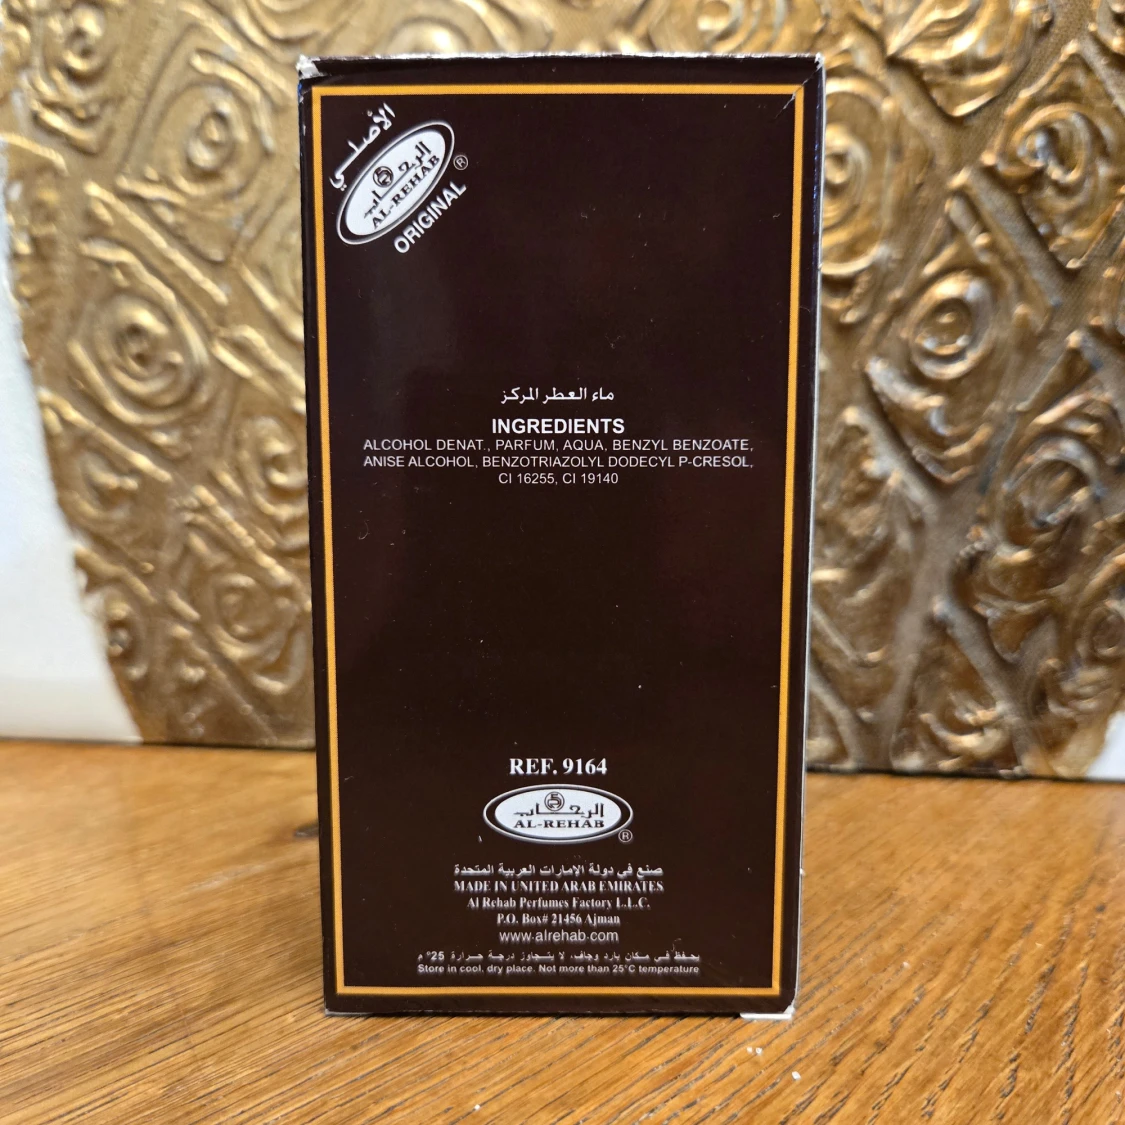 الأصلي
الرحاب
AL-REHAB
®
ORIGINAL
ماء العطر المركز
INGREDIENTS
ALCOHOL DENAT., PARFUM, AQUA, BENZYL BENZOATE,
ANISE ALCOHOL, BENZOTRIAZOLYL DODECYL P-CRESOL,
CI 16255, CI 19140
REF. 9164
الرحاب
AL-REHAB
®
صنع في دولة الإمارات العربية المتحدة
MADE IN UNITED ARAB EMIRATES
Al Rehab Perfumes Factory L.L.C.
P.O. Box# 21456 Ajman
www.alrehab.com
يحفظ في مكان بارد وجاف، لا يتجاوز درجة حرارة 25° م
Store in cool, dry place. Not more than 25°C temperature